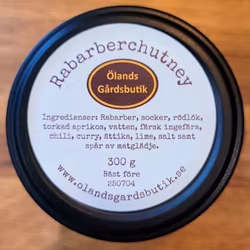 Rabarberchutney
Ölands
Gårdsbutik
Ingredienser: Rabarber, socker, rödlök,
torkad aprikos, vatten, färsk ingefära,
chili, curry, ättika, lime, salt samt
spår av matglädje.
300 g
Bäst före
250704
www.olandsgardsbutik.se